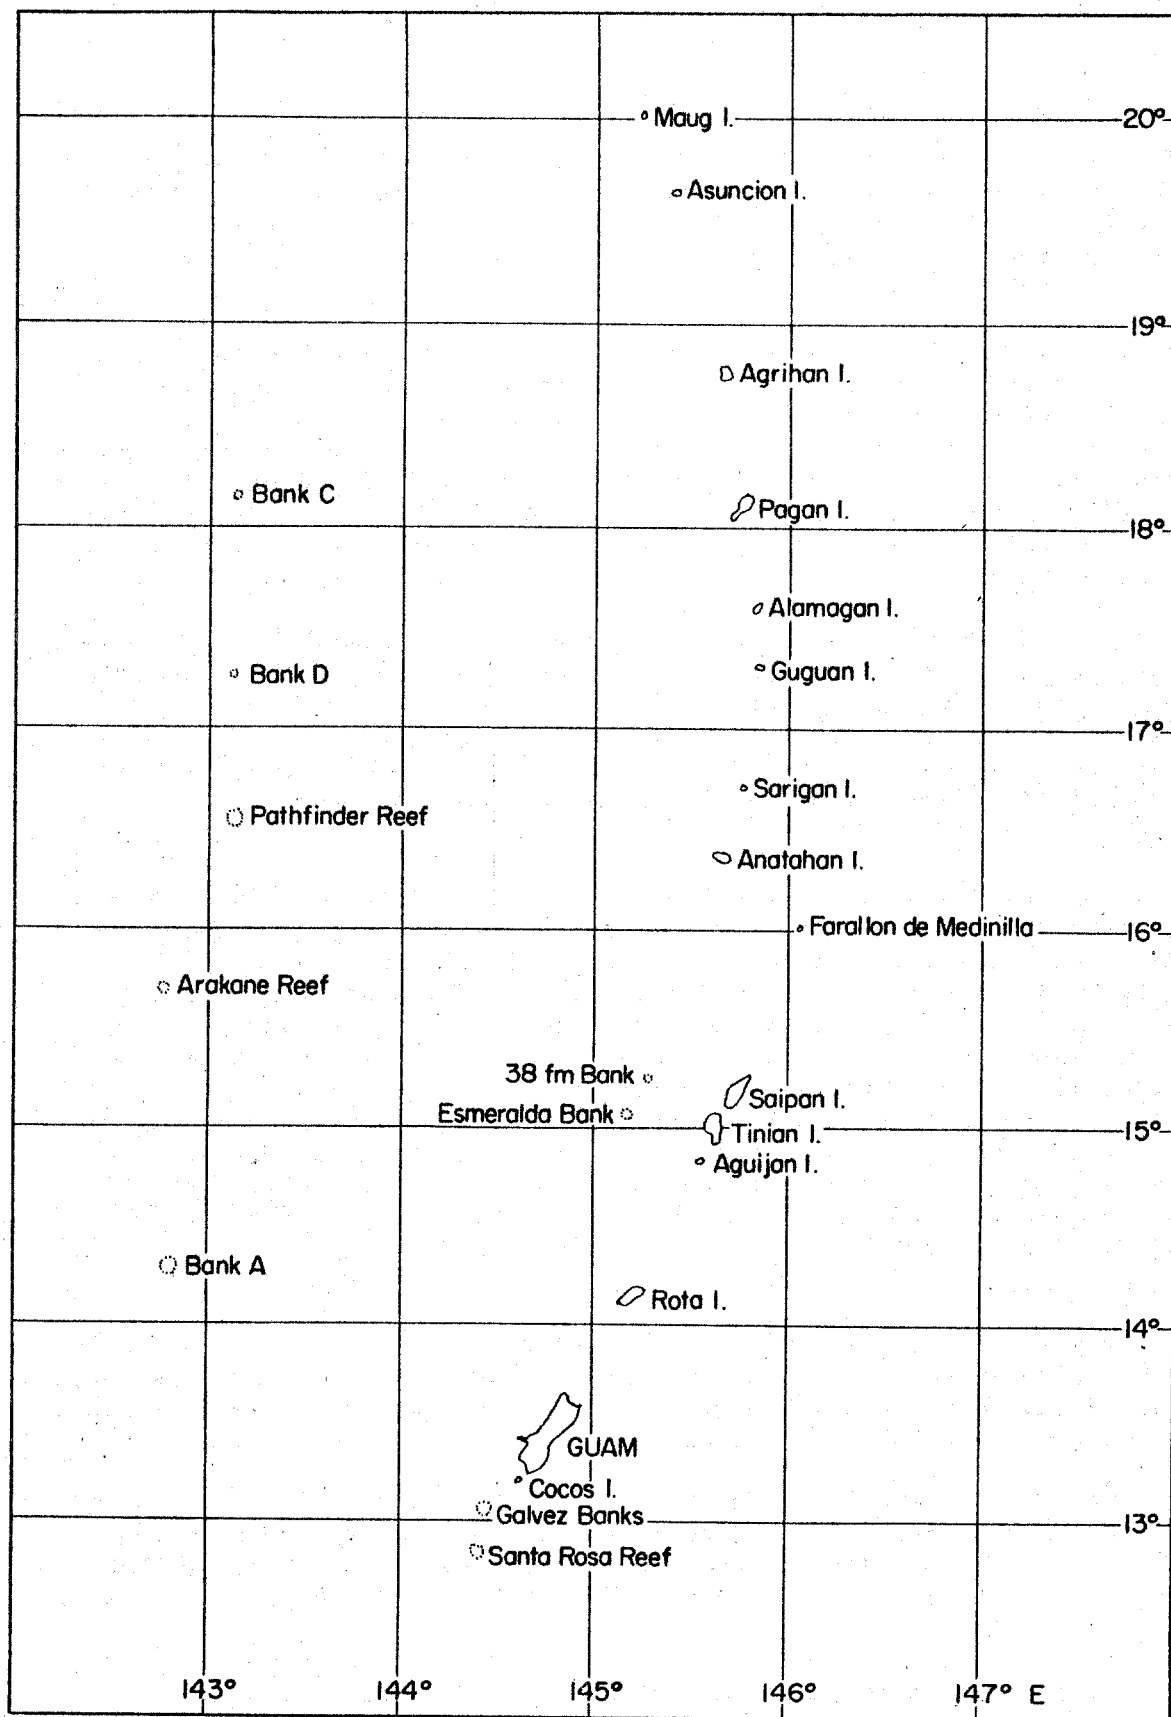 Maug I.
20°
Asuncion I.
19°
Agrihan I.
Bank C
Pagan I.
18°
Alamagan I.
Bank D
Guguan I.
17°
Sarigan I.
Pathfinder Reef
Anatahan I.
Farallon de Medinilla
16°
Arakane Reef
38 fm Bank
Saipan I.
Esmeralda Bank
Tinian I.
15°
Aguijan I.
Bank A
Rota I.
14°
GUAM
Cocos I.
Galvez Banks
13°
Santa Rosa Reef
143° 144° 145° 146° 147° E